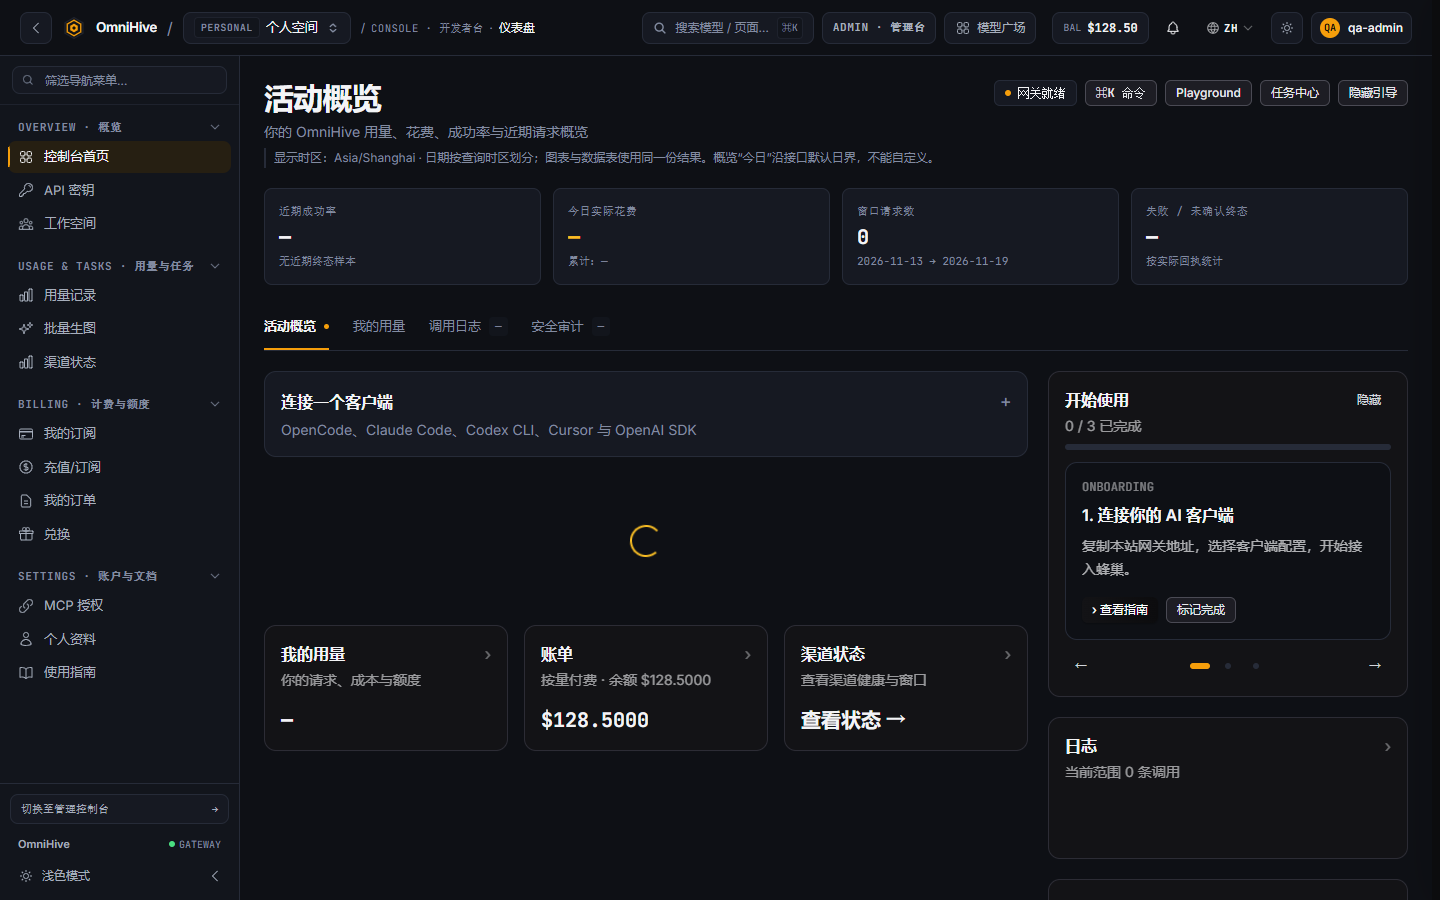 OmniHive /
PERSONAL 个人空间
/ CONSOLE · 开发者台 · 仪表盘
搜索模型 / 页面... ⌘K
ADMIN · 管理台
模型广场
BAL $128.50
ZH
QA qa-admin
筛选导航菜单...
OVERVIEW · 概览
控制台首页
API 密钥
工作空间
USAGE & TASKS · 用量与任务
用量记录
批量生图
渠道状态
BILLING · 计费与额度
我的订阅
充值/订阅
我的订单
兑换
SETTINGS · 账户与文档
MCP 授权
个人资料
使用指南
切换至管理控制台 →
OmniHive
GATEWAY
浅色模式
活动概览
网关就绪
⌘K 命令
Playground
任务中心
隐藏引导
你的 OmniHive 用量、花费、成功率与近期请求概览
显示时区：Asia/Shanghai · 日期按查询时区划分；图表与数据表使用同一份结果。概览“今日”沿接口默认日界，不能自定义。
近期成功率
—
无近期终态样本
今日实际花费
—
累计: —
窗口请求数
0
2026-11-13 → 2026-11-19
失败 / 未确认终态
—
按实际回执统计
活动概览
我的用量
调用日志 —
安全审计 —
连接一个客户端 +
OpenCode、Claude Code、Codex CLI、Cursor 与 OpenAI SDK
我的用量
你的请求、成本与额度
—
账单
按量付费 · 余额 $128.5000
$128.5000
渠道状态
查看渠道健康与窗口
查看状态 →
开始使用
隐藏
0 / 3 已完成
ONBOARDING
1. 连接你的 AI 客户端
复制本站网关地址，选择客户端配置，开始接
入蜂巢。
› 查看指南
标记完成
← →
日志
当前范围 0 条调用